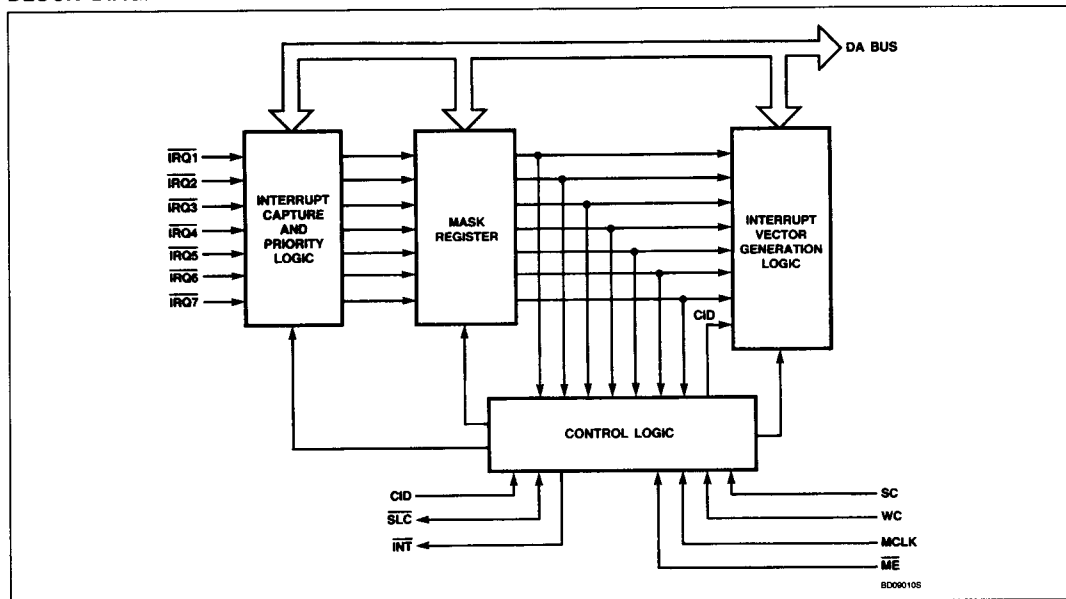 DA BUS
IRQ1
IRQ2
IRQ3
IRQ4
IRQ5
IRQ6
IRQ7
INTERRUPT
CAPTURE
AND
PRIORITY
LOGIC
MASK
REGISTER
INTERRUPT
VECTOR
GENERATION
LOGIC
CID
CONTROL LOGIC
CID
SLC
INT
SC
WC
MCLK
ME
BD09010S